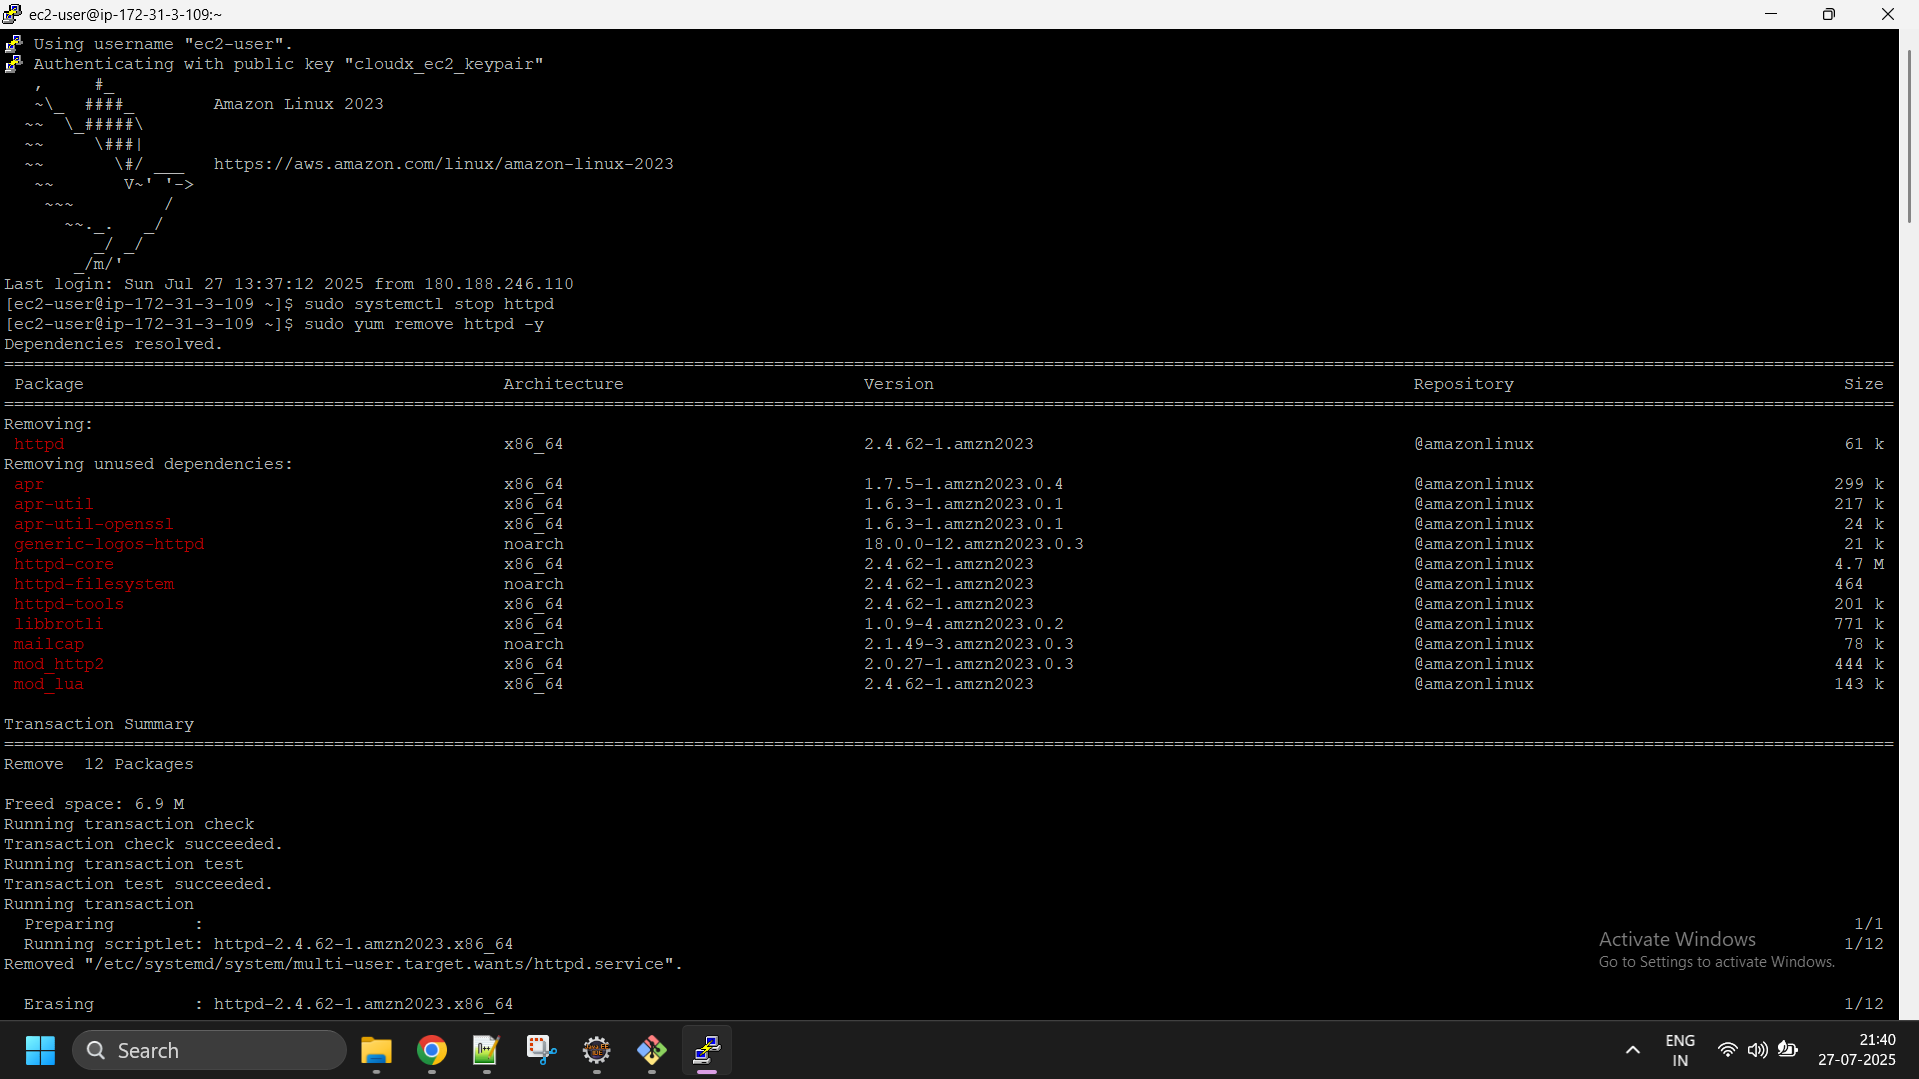 ec2-user@ip-172-31-3-109:~
Using username "ec2-user".
Authenticating with public key "cloudx_ec2_keypair"
   ,     #_
   ~\_  ####_        Amazon Linux 2023
  ~~  \_#####\
  ~~     \###|
  ~~       \#/ ___   https://aws.amazon.com/linux/amazon-linux-2023
   ~~       V~' '->
    ~~~         /
      ~~._.   _/
         _/ _/
       _/m/'
Last login: Sun Jul 27 13:37:12 2025 from 180.188.246.110
[ec2-user@ip-172-31-3-109 ~]$ sudo systemctl stop httpd
[ec2-user@ip-172-31-3-109 ~]$ sudo yum remove httpd -y
Dependencies resolved.
Package Architecture Version Repository Size
Removing:
httpd x86_64 2.4.62-1.amzn2023 @amazonlinux 61 k
Removing unused dependencies:
apr x86_64 1.7.5-1.amzn2023.0.4 @amazonlinux 299 k
apr-util x86_64 1.6.3-1.amzn2023.0.1 @amazonlinux 217 k
apr-util-openssl x86_64 1.6.3-1.amzn2023.0.1 @amazonlinux 24 k
generic-logos-httpd noarch 18.0.0-12.amzn2023.0.3 @amazonlinux 21 k
httpd-core x86_64 2.4.62-1.amzn2023 @amazonlinux 4.7 M
httpd-filesystem noarch 2.4.62-1.amzn2023 @amazonlinux 464
httpd-tools x86_64 2.4.62-1.amzn2023 @amazonlinux 201 k
libbrotli x86_64 1.0.9-4.amzn2023.0.2 @amazonlinux 771 k
mailcap noarch 2.1.49-3.amzn2023.0.3 @amazonlinux 78 k
mod_http2 x86_64 2.0.27-1.amzn2023.0.3 @amazonlinux 444 k
mod_lua x86_64 2.4.62-1.amzn2023 @amazonlinux 143 k
Transaction Summary
Remove  12 Packages
Freed space: 6.9 M
Running transaction check
Transaction check succeeded.
Running transaction test
Transaction test succeeded.
Running transaction
Preparing : 1/1
Running scriptlet: httpd-2.4.62-1.amzn2023.x86_64 1/12
Removed "/etc/systemd/system/multi-user.target.wants/httpd.service".
Erasing : httpd-2.4.62-1.amzn2023.x86_64 1/12
Activate Windows
Go to Settings to activate Windows.
Search
ENG
IN
21:40
27-07-2025